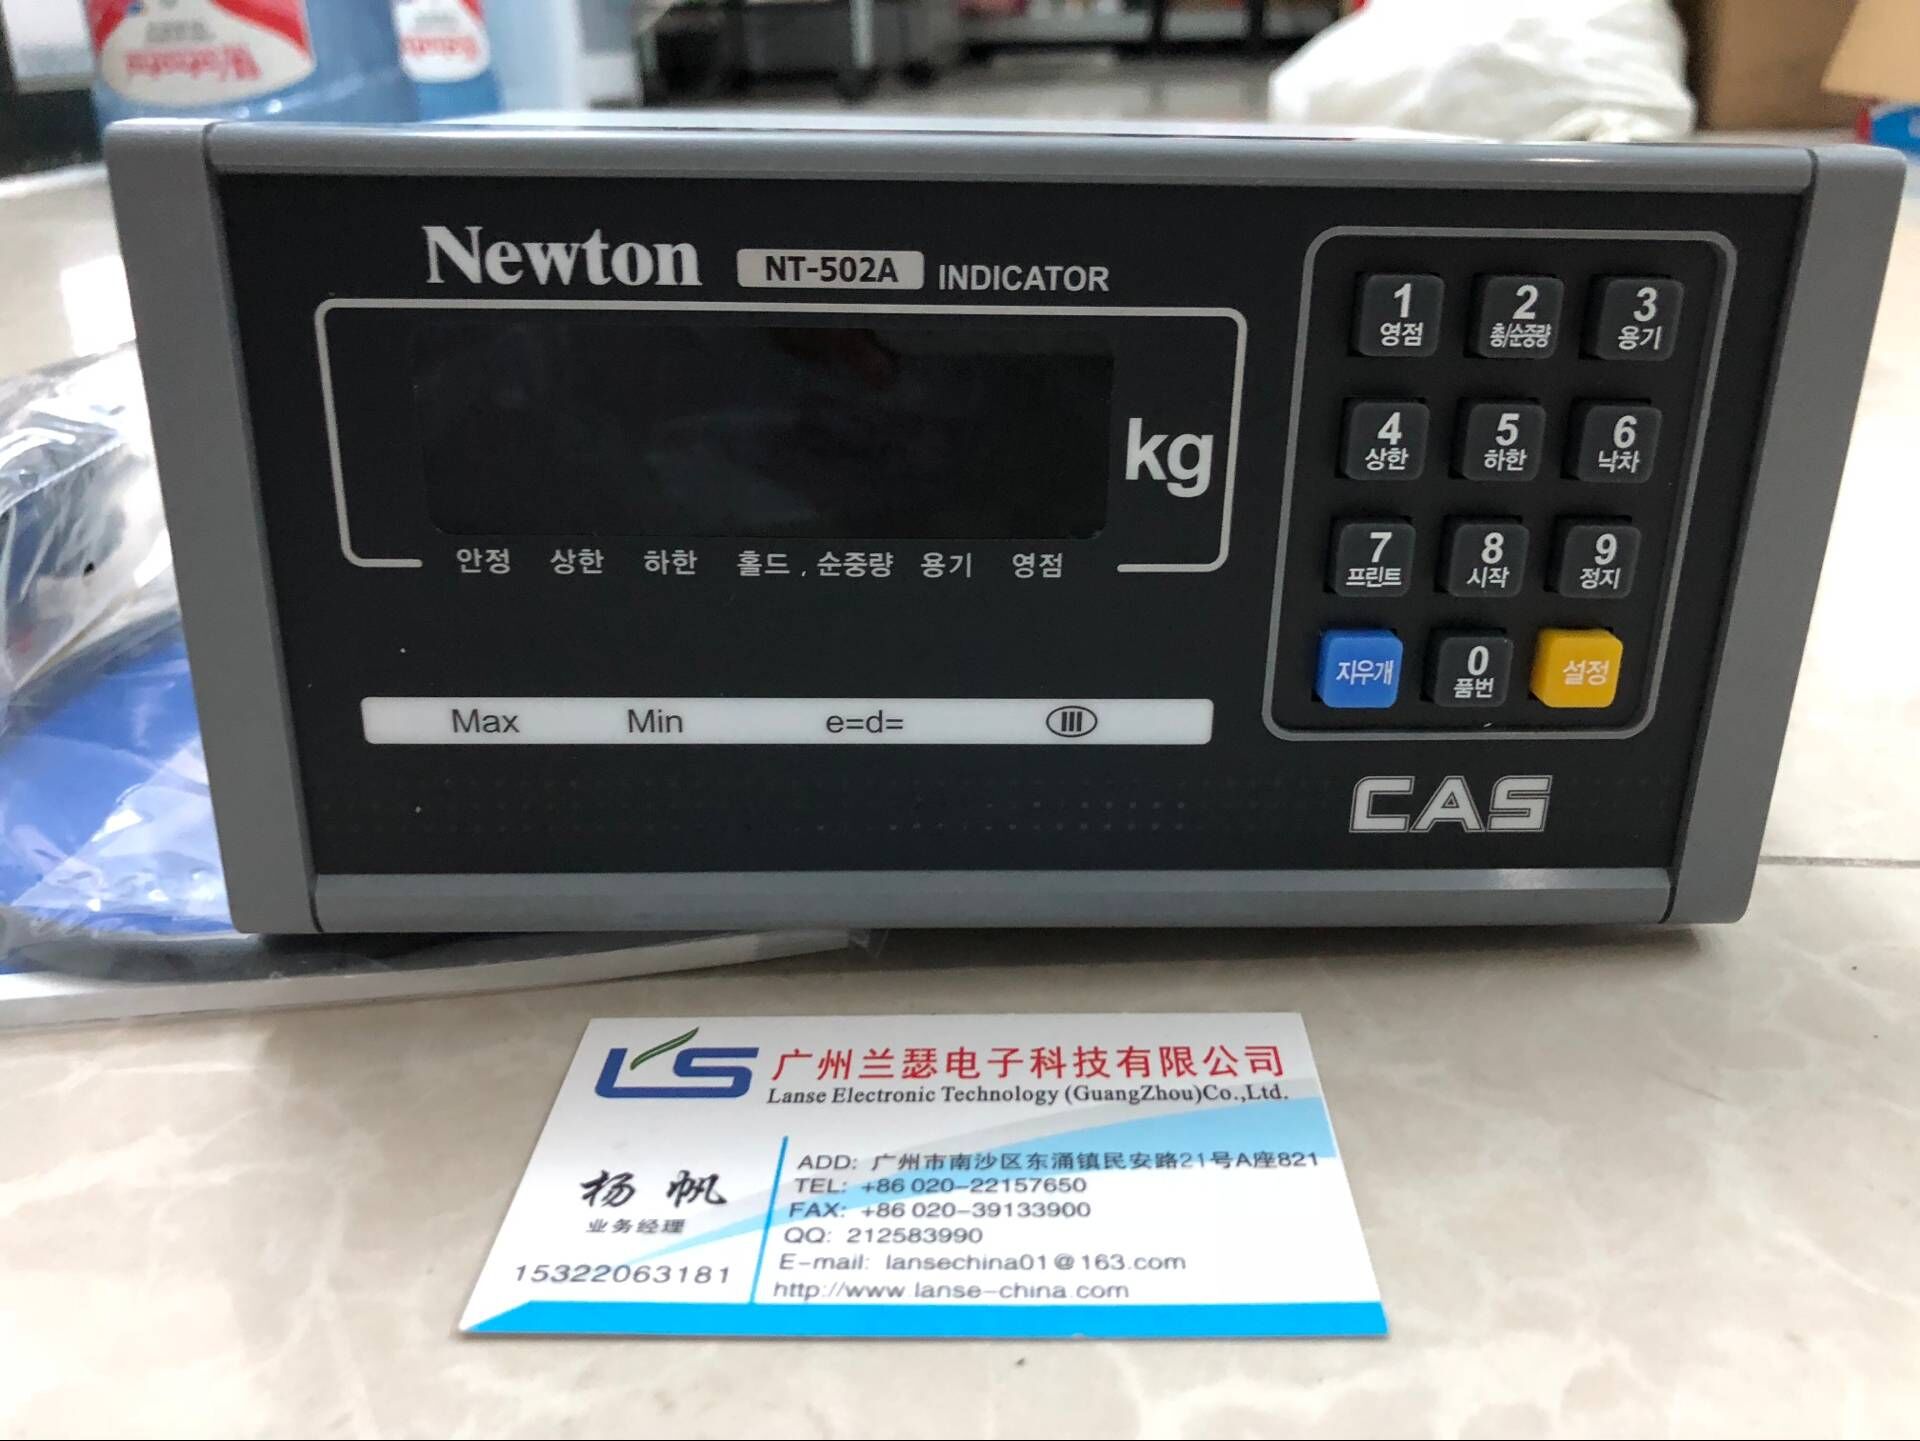 Newton NT-502A INDICATOR
kg
안정 상한 하한 홀드 , 순중량 용기 영점
Max Min e=d= III
1 영점
2 총/순중량
3 용기
4 상한
5 하한
6 낙차
7 프린트
8 시작
9 정지
지우개
0 품번
설정
CAS
LS 广州兰瑟电子科技有限公司
Lanse Electronic Technology (GuangZhou)Co.,Ltd.
杨 帆
业务经理
15322063181
ADD: 广州市南沙区东涌镇民安路21号A座821
TEL: +86 020-22157650
FAX: +86 020-39133900
QQ: 212583990
E-mail: lansechina01@163.com
http://www.lanse-china.com